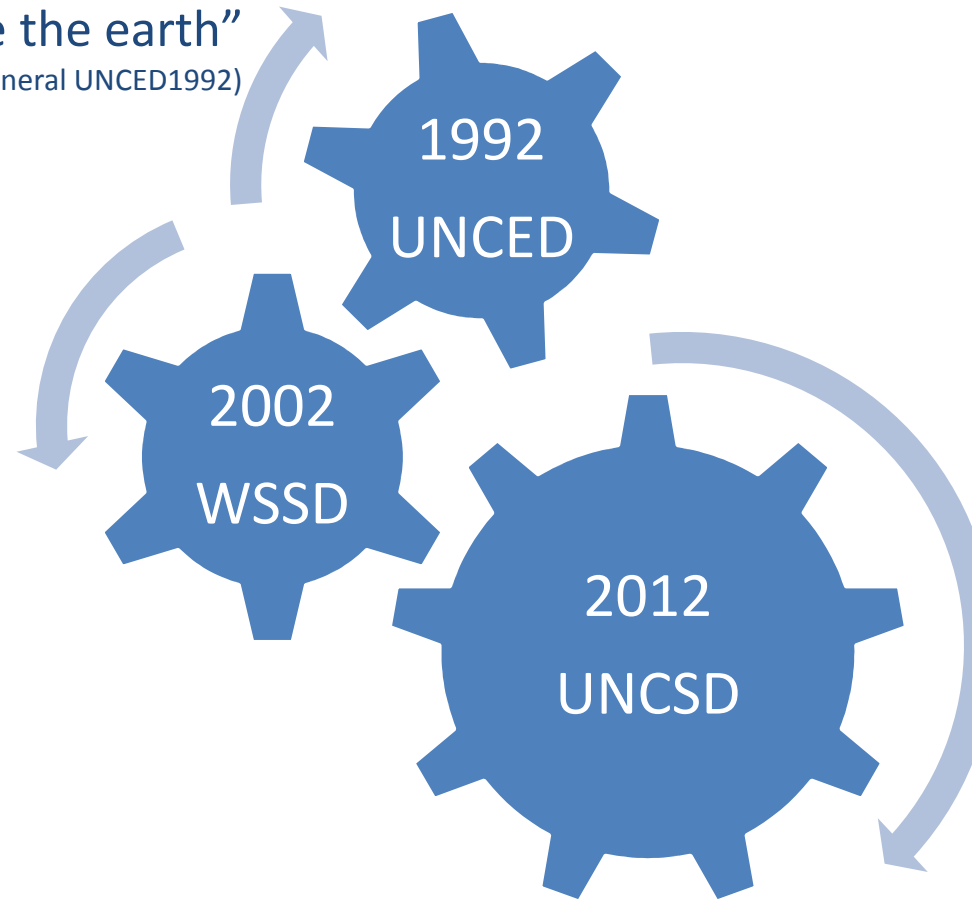 e the earth”
neral UNCED1992)
1992
UNCED
2002
WSSD
2012
UNCSD